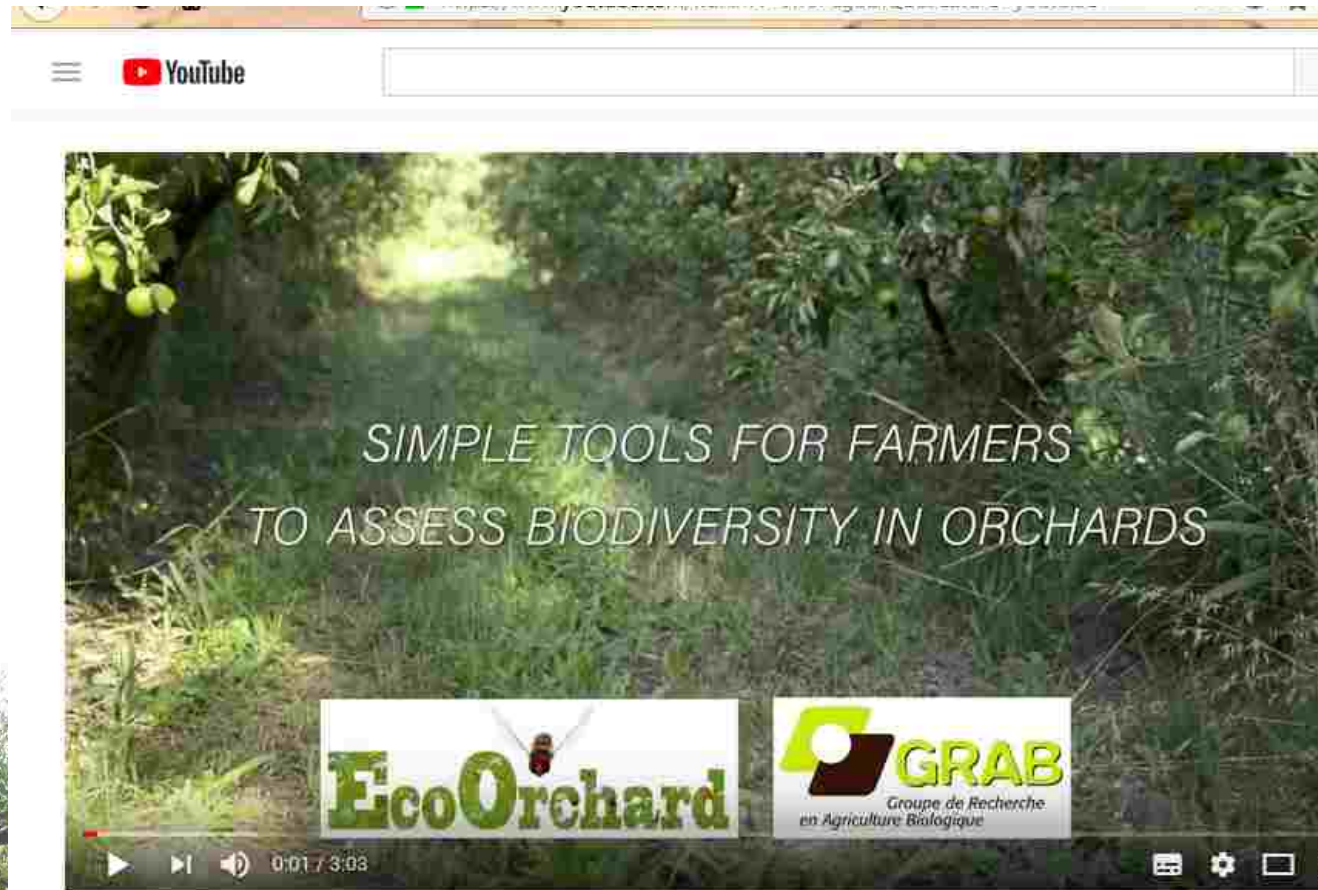 YouTube
SIMPLE TOOLS FOR FARMERS
TO ASSESS BIODIVERSITY IN ORCHARDS
EcoOrchard
GRAB
Groupe de Recherche
en Agriculture Biologique
0:01 / 3:03